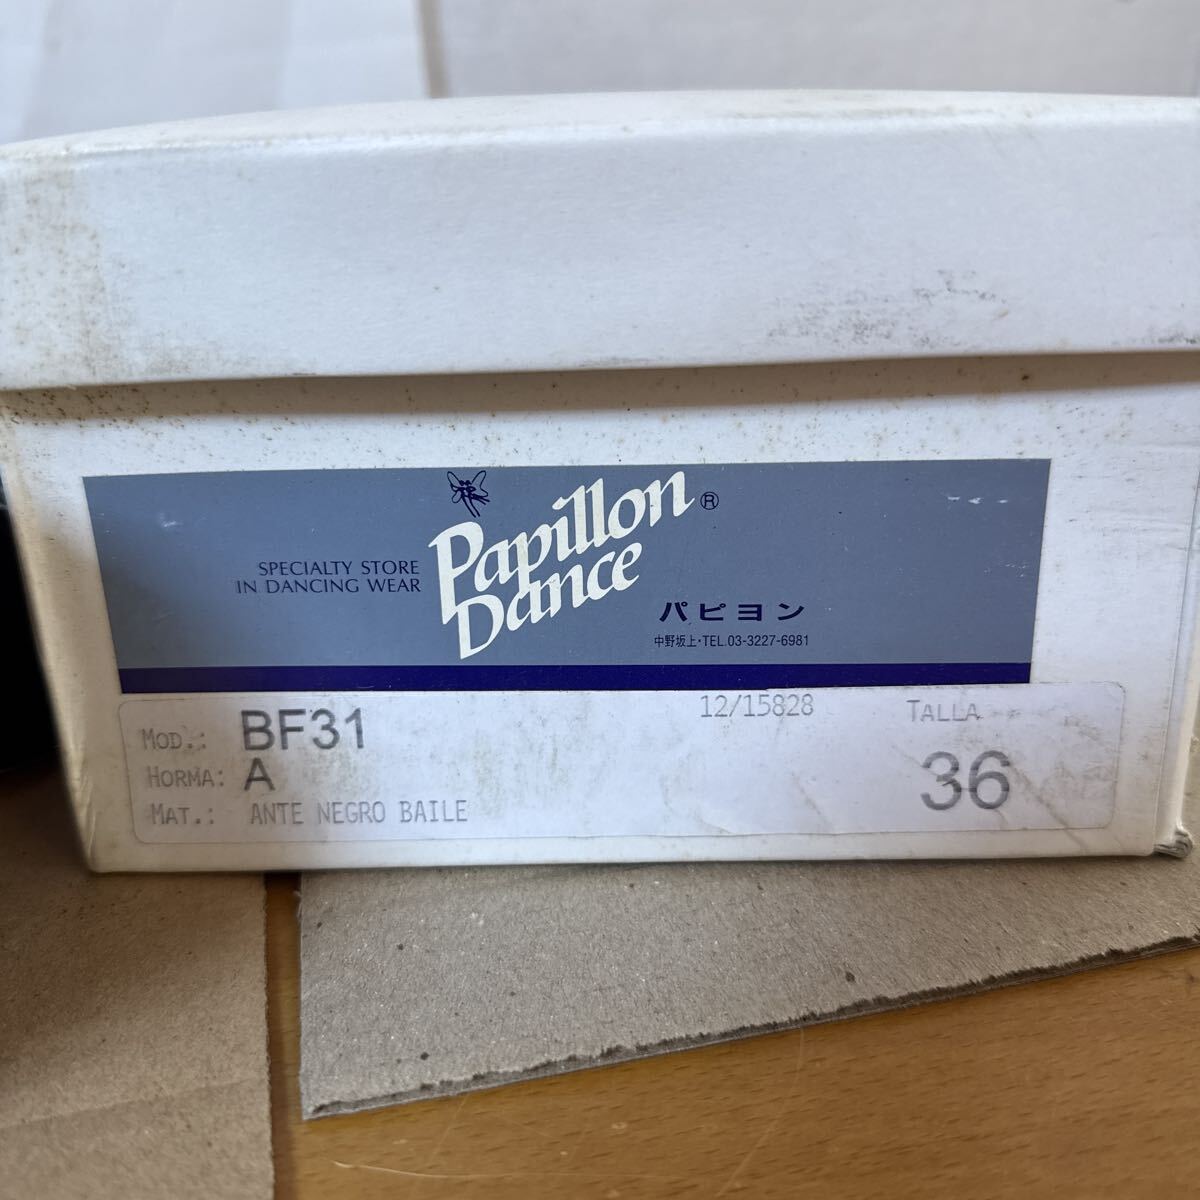 Papillon ®
Dance
SPECIALTY STORE
IN DANCING WEAR
パピヨン
中野坂上・TEL.03-3227-6981
12/15828
MOD.: BF31
HORMA: A
MAT.: ANTE NEGRO BAILE
TALLA
36